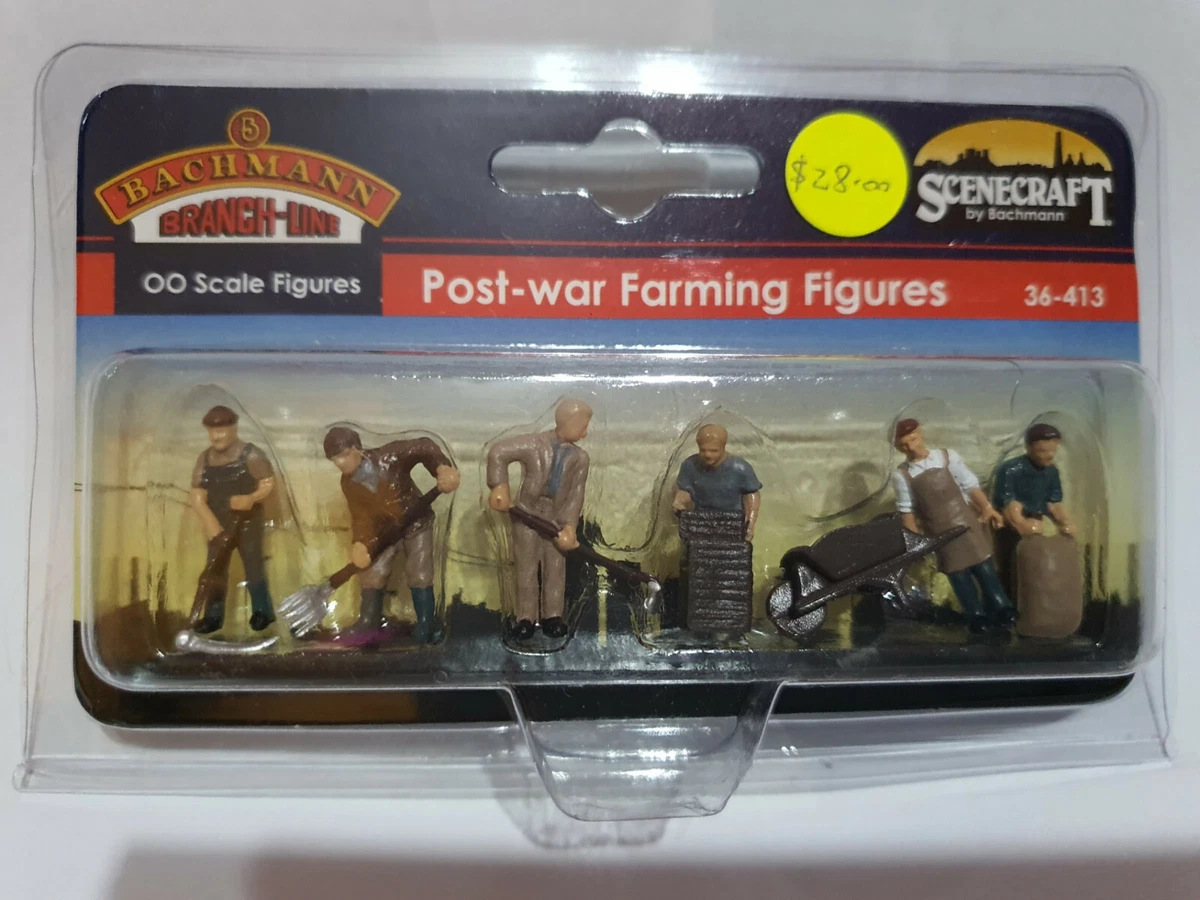 BACHMANN
BRANCH-LINE
$28.00
SCENECRAFT
by Bachmann
OO Scale Figures
Post-war Farming Figures
36-413